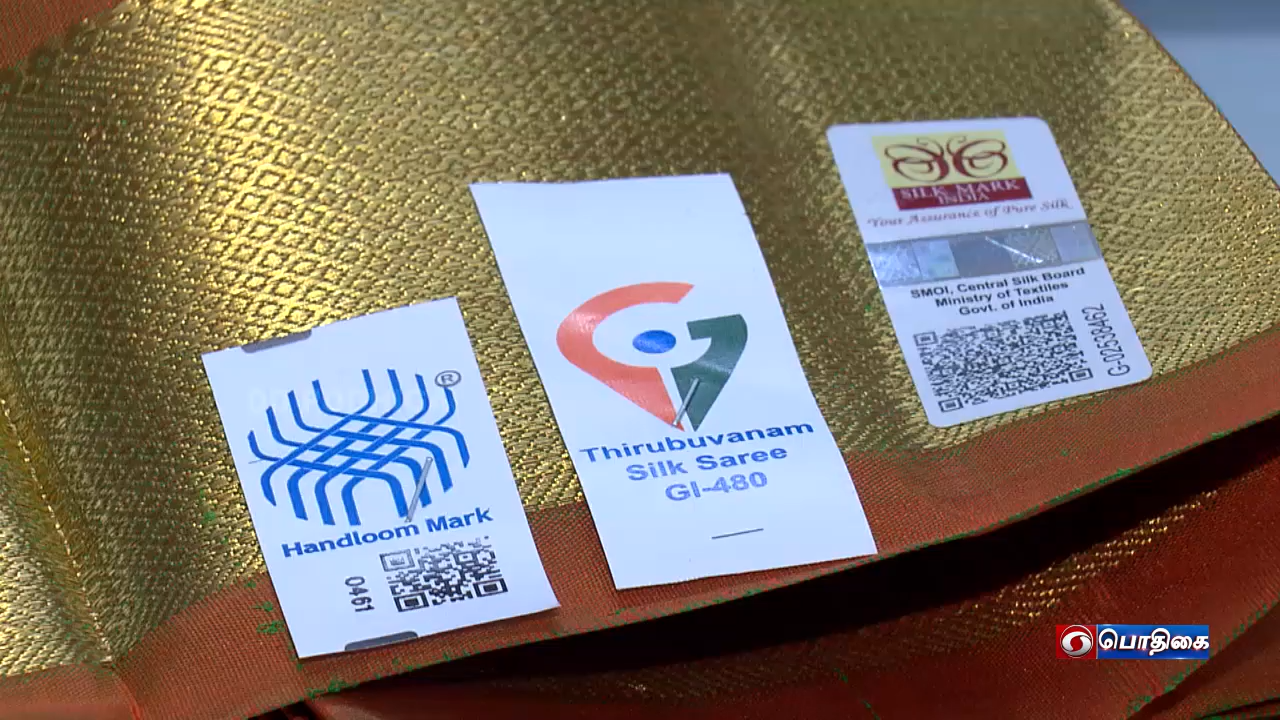 ®
Handloom Mark
0461
Thirubuvanam
Silk Saree
GI-480
SILK MARK
INDIA
Your Assurance of Pure Silk
SMOI, Central Silk Board
Ministry of Textiles
Govt. of India
பொதிகை